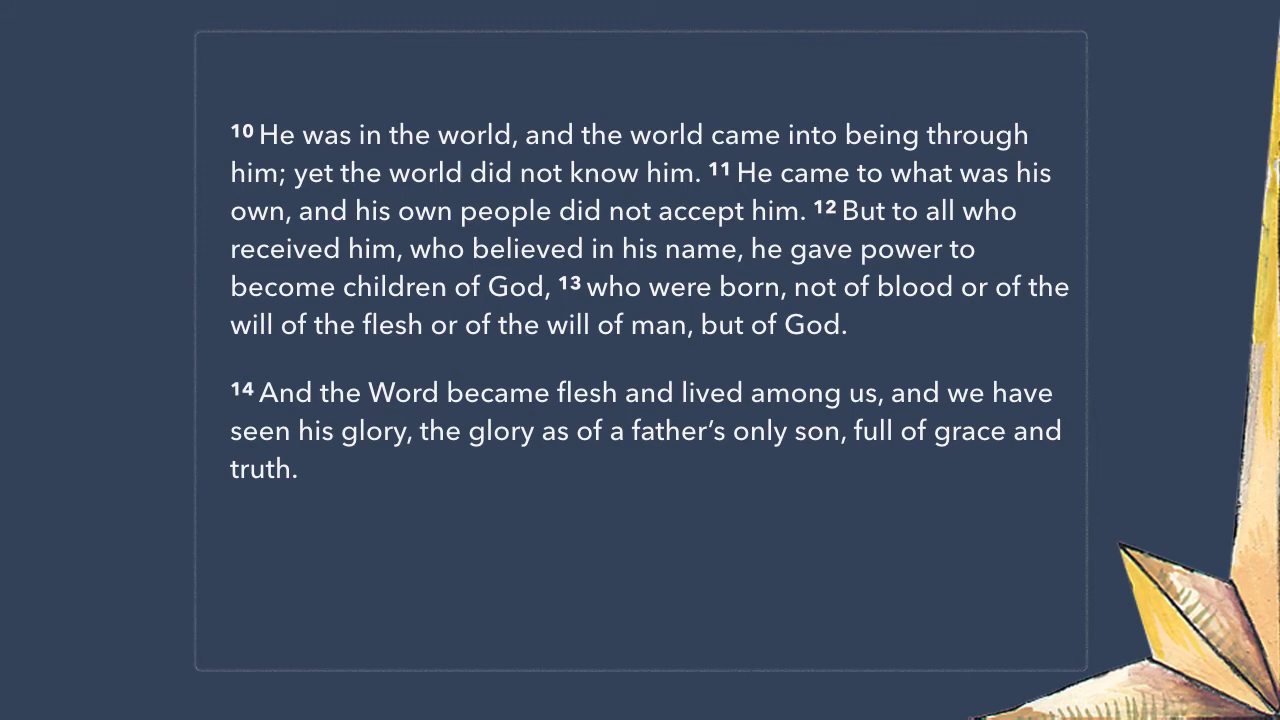 10 He was in the world, and the world came into being through
him; yet the world did not know him. 11 He came to what was his
own, and his own people did not accept him. 12 But to all who
received him, who believed in his name, he gave power to
become children of God, 13 who were born, not of blood or of the
will of the flesh or of the will of man, but of God.
14 And the Word became flesh and lived among us, and we have
seen his glory, the glory as of a father’s only son, full of grace and
truth.